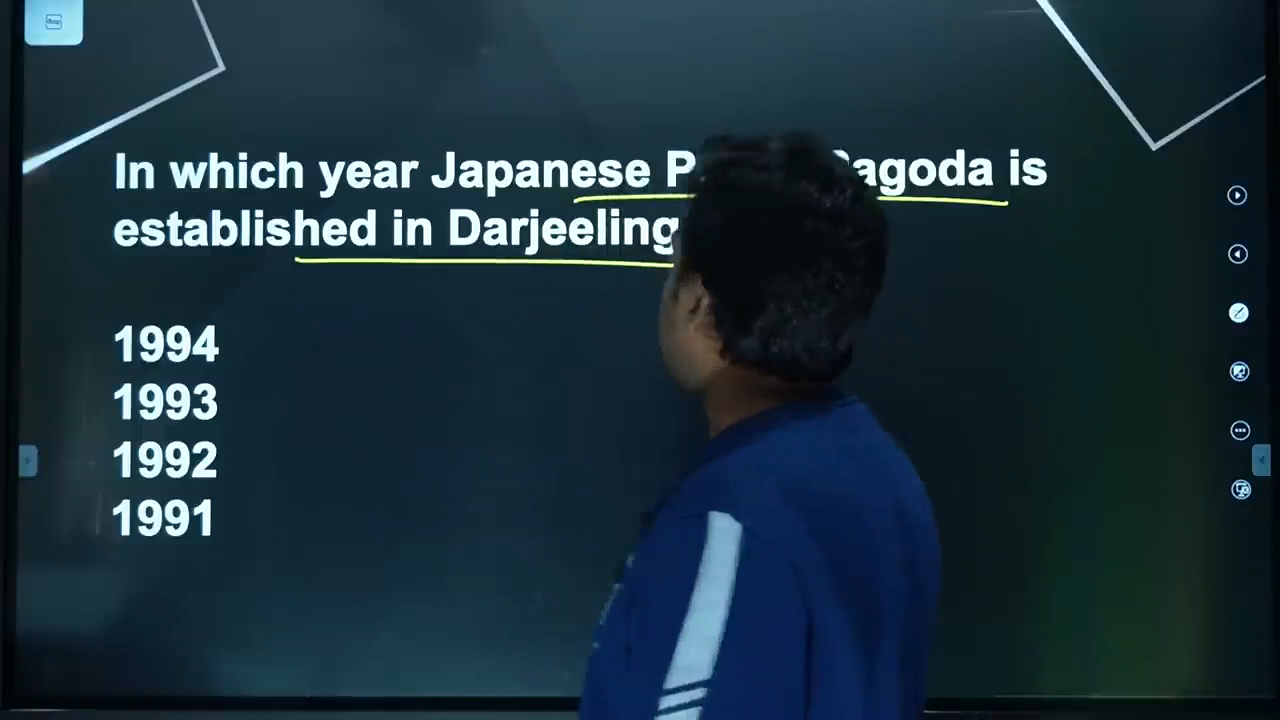 In which year Japanese Pagoda is
established in Darjeeling
1994
1993
1992
1991